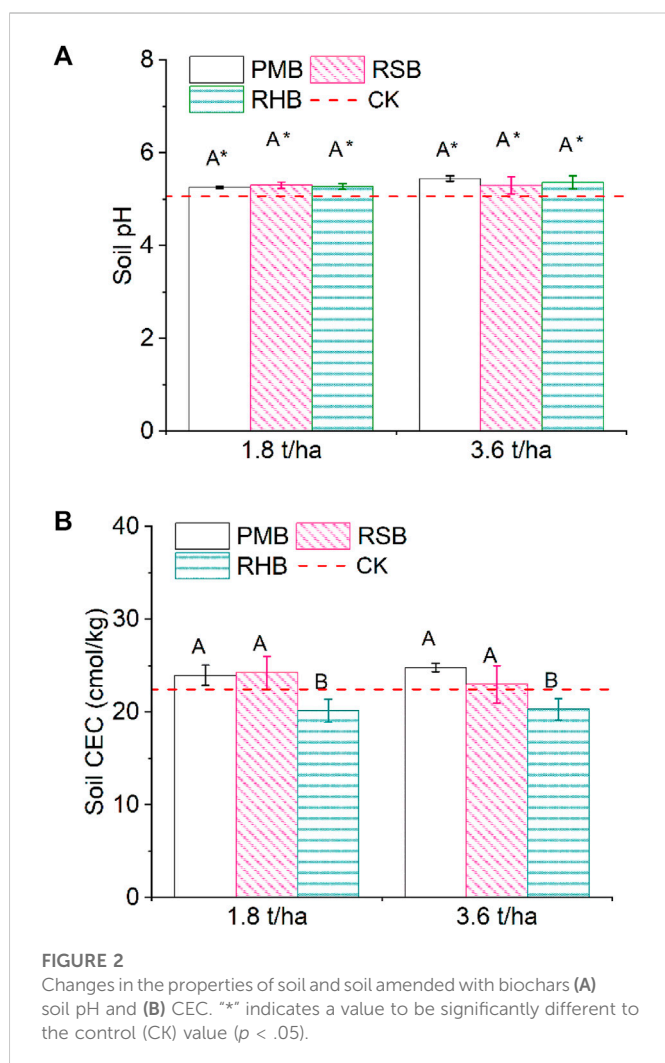 A
8
PMB RSB
RHB CK
6
A* A* A* A* A* A*
4
Soil pH
2
0
1.8 t/ha 3.6 t/ha
B
40
PMB RSB
RHB CK
30
A A B A A B
20
Soil CEC (cmol/kg)
10
0
1.8 t/ha 3.6 t/ha
FIGURE 2
Changes in the properties of soil and soil amended with biochars (A)
soil pH and (B) CEC. “*” indicates a value to be significantly different to
the control (CK) value (p < .05).